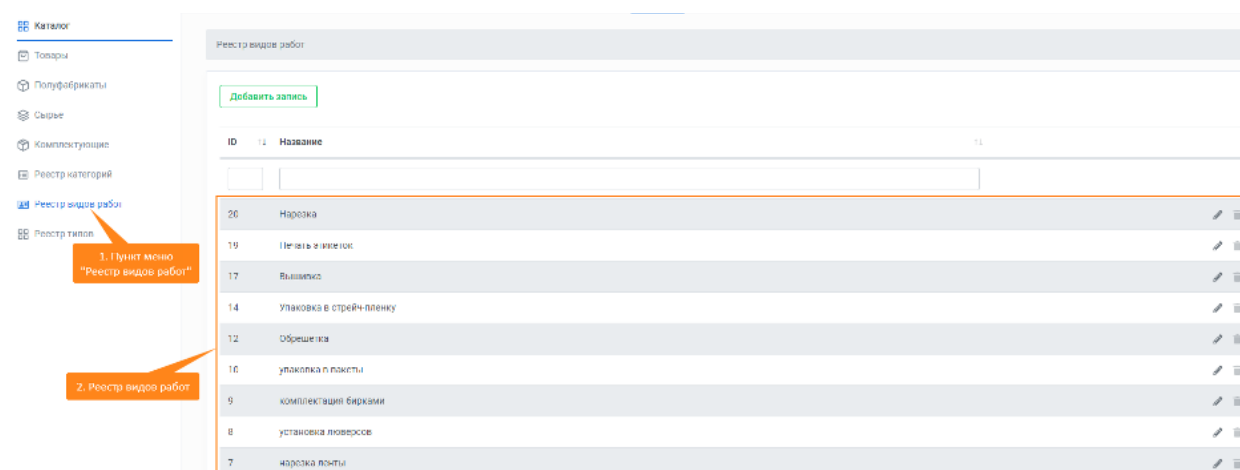 Каталог
Товары
Полуфабрикаты
Сырье
Комплектующие
Реестр категорий
Реестр видов работ
Реестр типов
1. Пункт меню
"Реестр видов работ"
2. Реестр видов работ
Реестр видов работ
Добавить запись
ID Название
20 Нарезка
19 Печать этикеток
17 Вышивка
14 Упаковка в стрейч-пленку
12 Обрешетка
10 упаковка в пакеты
9 комплектация бирками
8 установка люверсов
7 нарезка ленты